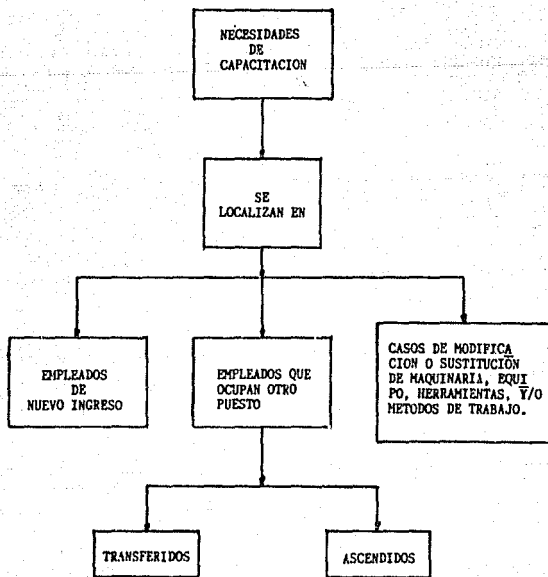 NECESIDADES
DE
CAPACITACION
SE
LOCALIZAN EN
EMPLEADOS
DE
NUEVO INGRESO
EMPLEADOS QUE
OCUPAN OTRO
PUESTO
CASOS DE MODIFICA
CION O SUSTITUCIÓN
DE MAQUINARIA, EQUI
PO, HERRAMIENTAS, Y/O
METODOS DE TRABAJO.
TRANSFERIDOS
ASCENDIDOS